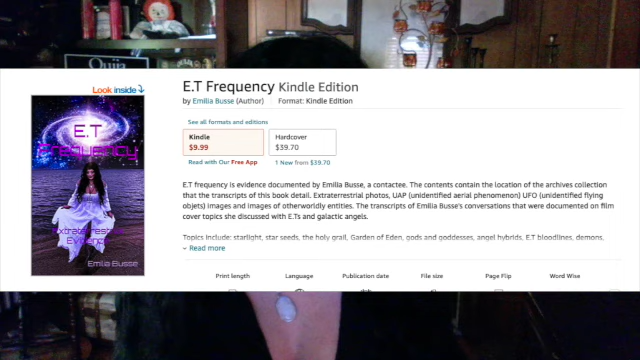 Ouija
Look inside
E.T
Frequency
Extraterrestrial
Evidence
Emilia Busse
E.T Frequency Kindle Edition
by Emilia Busse (Author) Format: Kindle Edition
See all formats and editions
Kindle
$9.99
Hardcover
$39.70
Read with Our Free App
1 New from $39.70
E.T frequency is evidence documented by Emilia Busse, a contactee. The contents contain the location of the archives collection
that the transcripts of this book detail. Extraterrestrial photos, UAP (unidentified aerial phenomenon) UFO (unidentified flying
objets) images and images of otherworldly entities. The transcripts of Emilia Busse's conversations that were documented on film
cover topics she discussed with E.Ts and galactic angels.
Topics Include: starlight, star seeds, the holy grail, Garden of Eden, gods and goddesses, angel hybrids, E.T bloodlines, demons,
Read more
Print length
Language
Publication date
File size
Page Flip
Word Wise